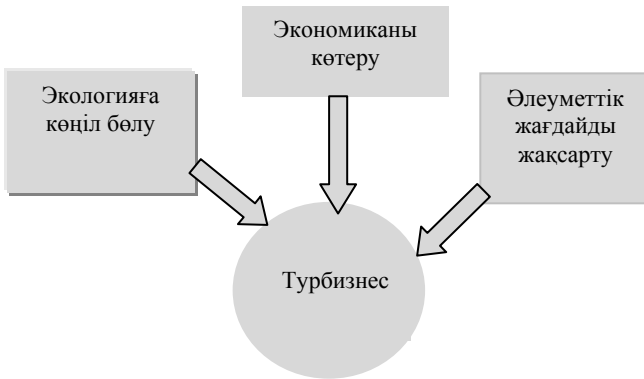 Экономиканы
көтеру
Экологияға
көңіл бөлу
Әлеуметтік
жағдайды
жақсарту
Турбизнес